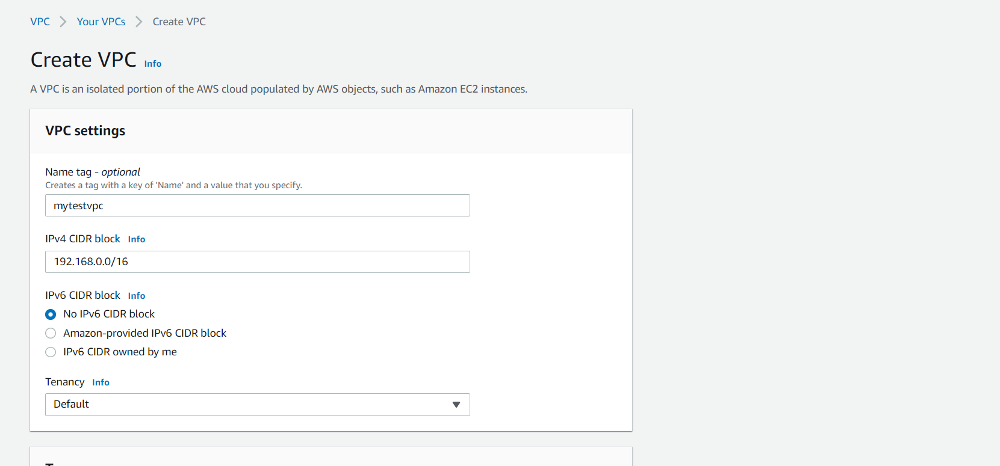 VPC > Your VPCs > Create VPC
Create VPC Info
A VPC is an isolated portion of the AWS cloud populated by AWS objects, such as Amazon EC2 instances.
VPC settings
Name tag - optional
Creates a tag with a key of 'Name' and a value that you specify.
mytestvpc
IPv4 CIDR block Info
192.168.0.0/16
IPv6 CIDR block Info
No IPv6 CIDR block
Amazon-provided IPv6 CIDR block
IPv6 CIDR owned by me
Tenancy Info
Default